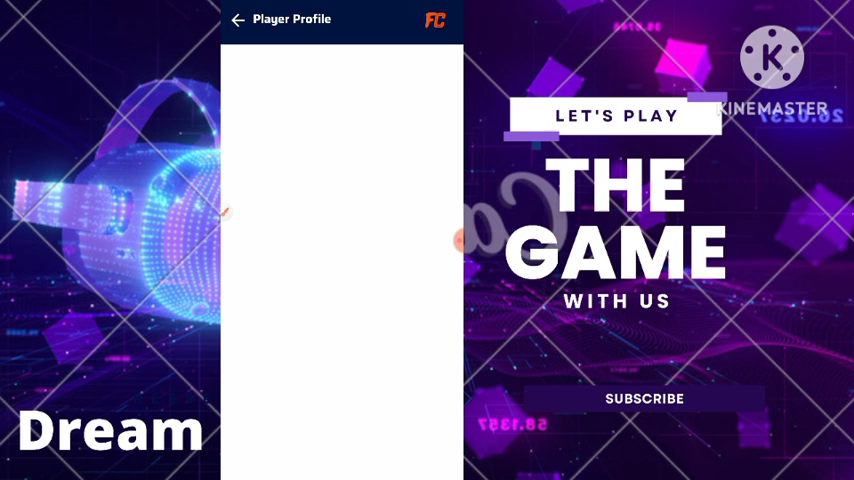 Player Profile
FC
KINEMASTER
LET'S PLAY
THE
GAME
WITH US
SUBSCRIBE
Dream